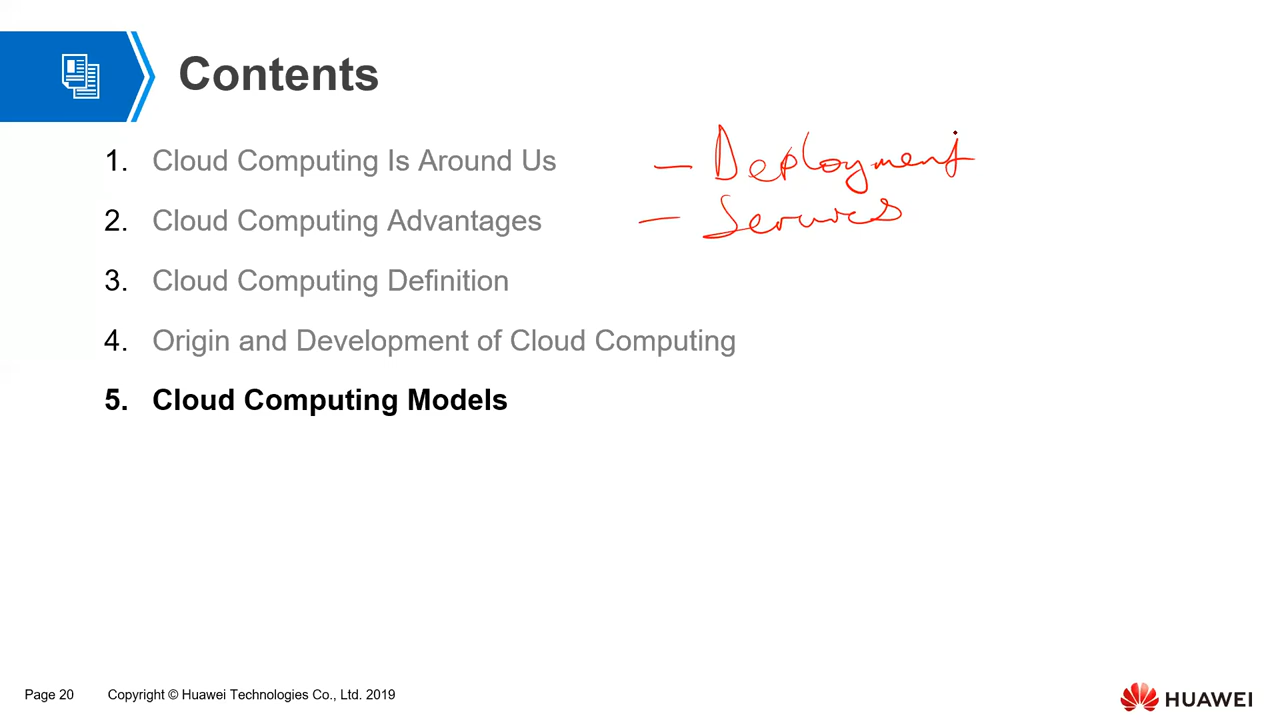 Contents
1. Cloud Computing Is Around Us
2. Cloud Computing Advantages
3. Cloud Computing Definition
4. Origin and Development of Cloud Computing
5. Cloud Computing Models
– Deployment
– Services
Page 20 Copyright © Huawei Technologies Co., Ltd. 2019
HUAWEI